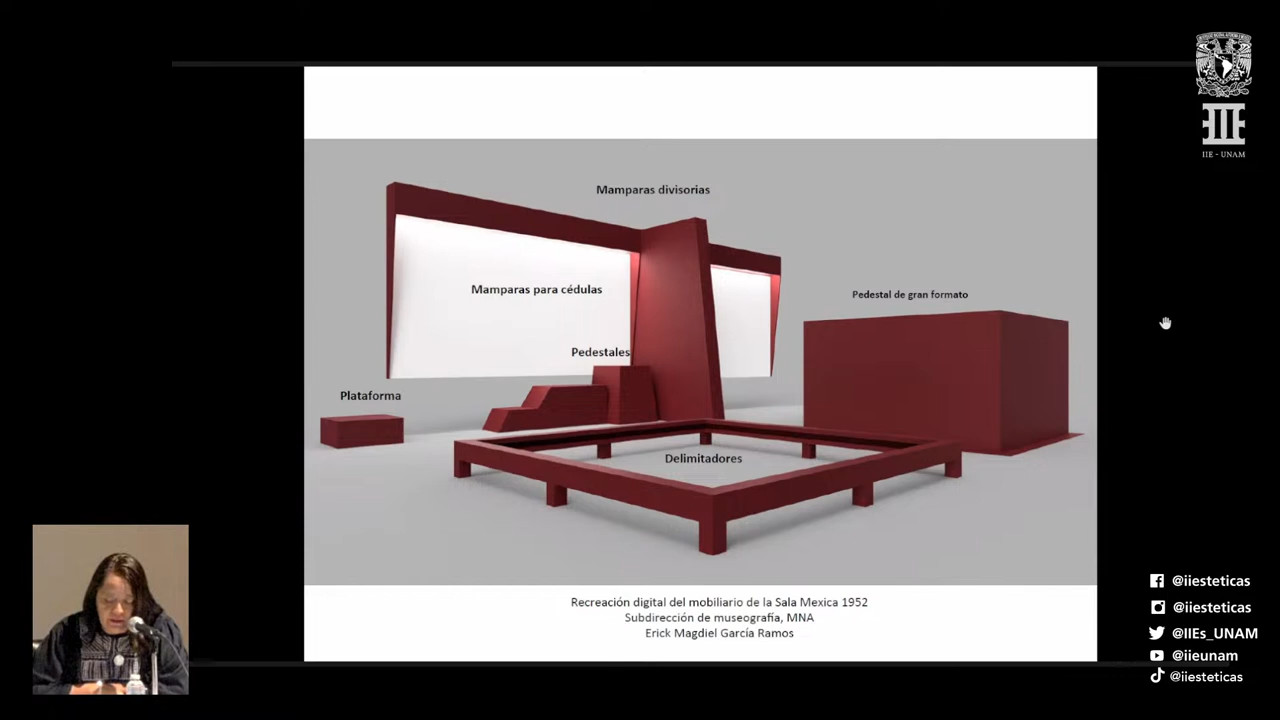 IIE - UNAM
Mamparas divisorias
Mamparas para cédulas
Pedestal de gran formato
Pedestales
Plataforma
Delimitadores
Recreación digital del mobiliario de la Sala Mexica 1952
Subdirección de museografía, MNA
Erick Magdiel García Ramos
@iiesteticas
@iiesteticas
@IIEs_UNAM
@iieunam
@iiesteticas